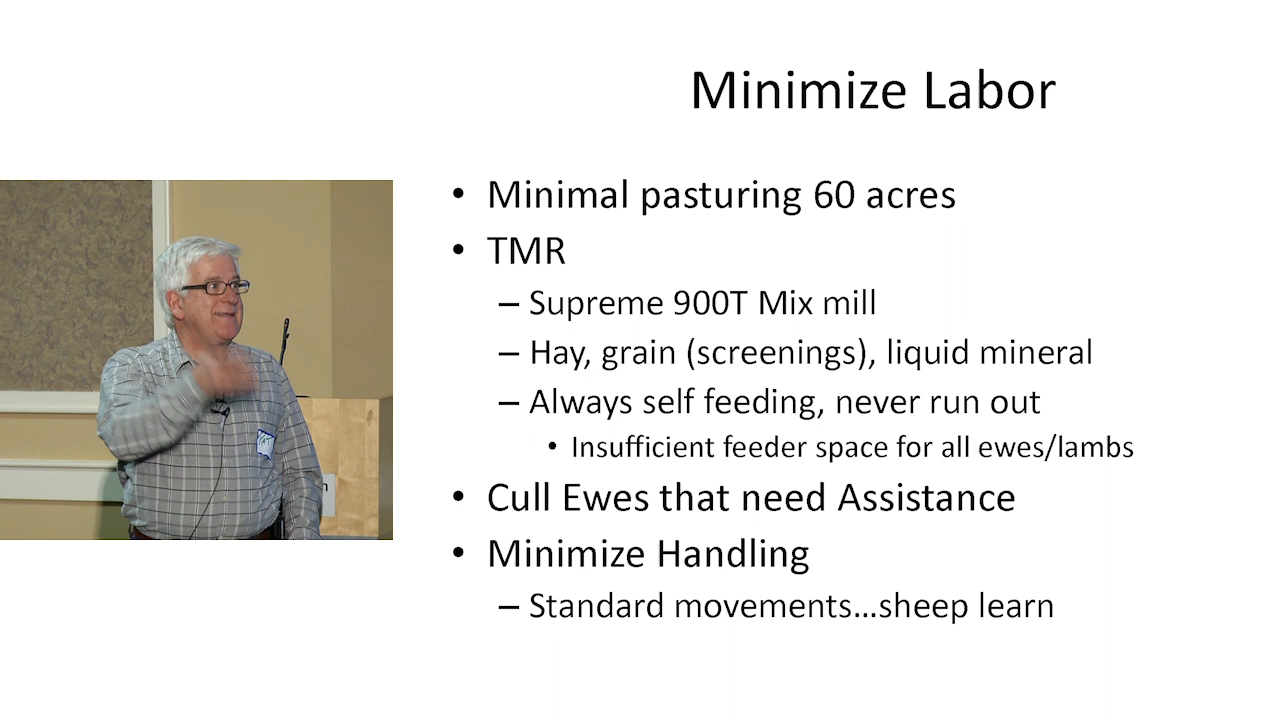 Minimize Labor
• Minimal pasturing 60 acres
• TMR
– Supreme 900T Mix mill
– Hay, grain (screenings), liquid mineral
– Always self feeding, never run out
• Insufficient feeder space for all ewes/lambs
• Cull Ewes that need Assistance
• Minimize Handling
– Standard movements…sheep learn